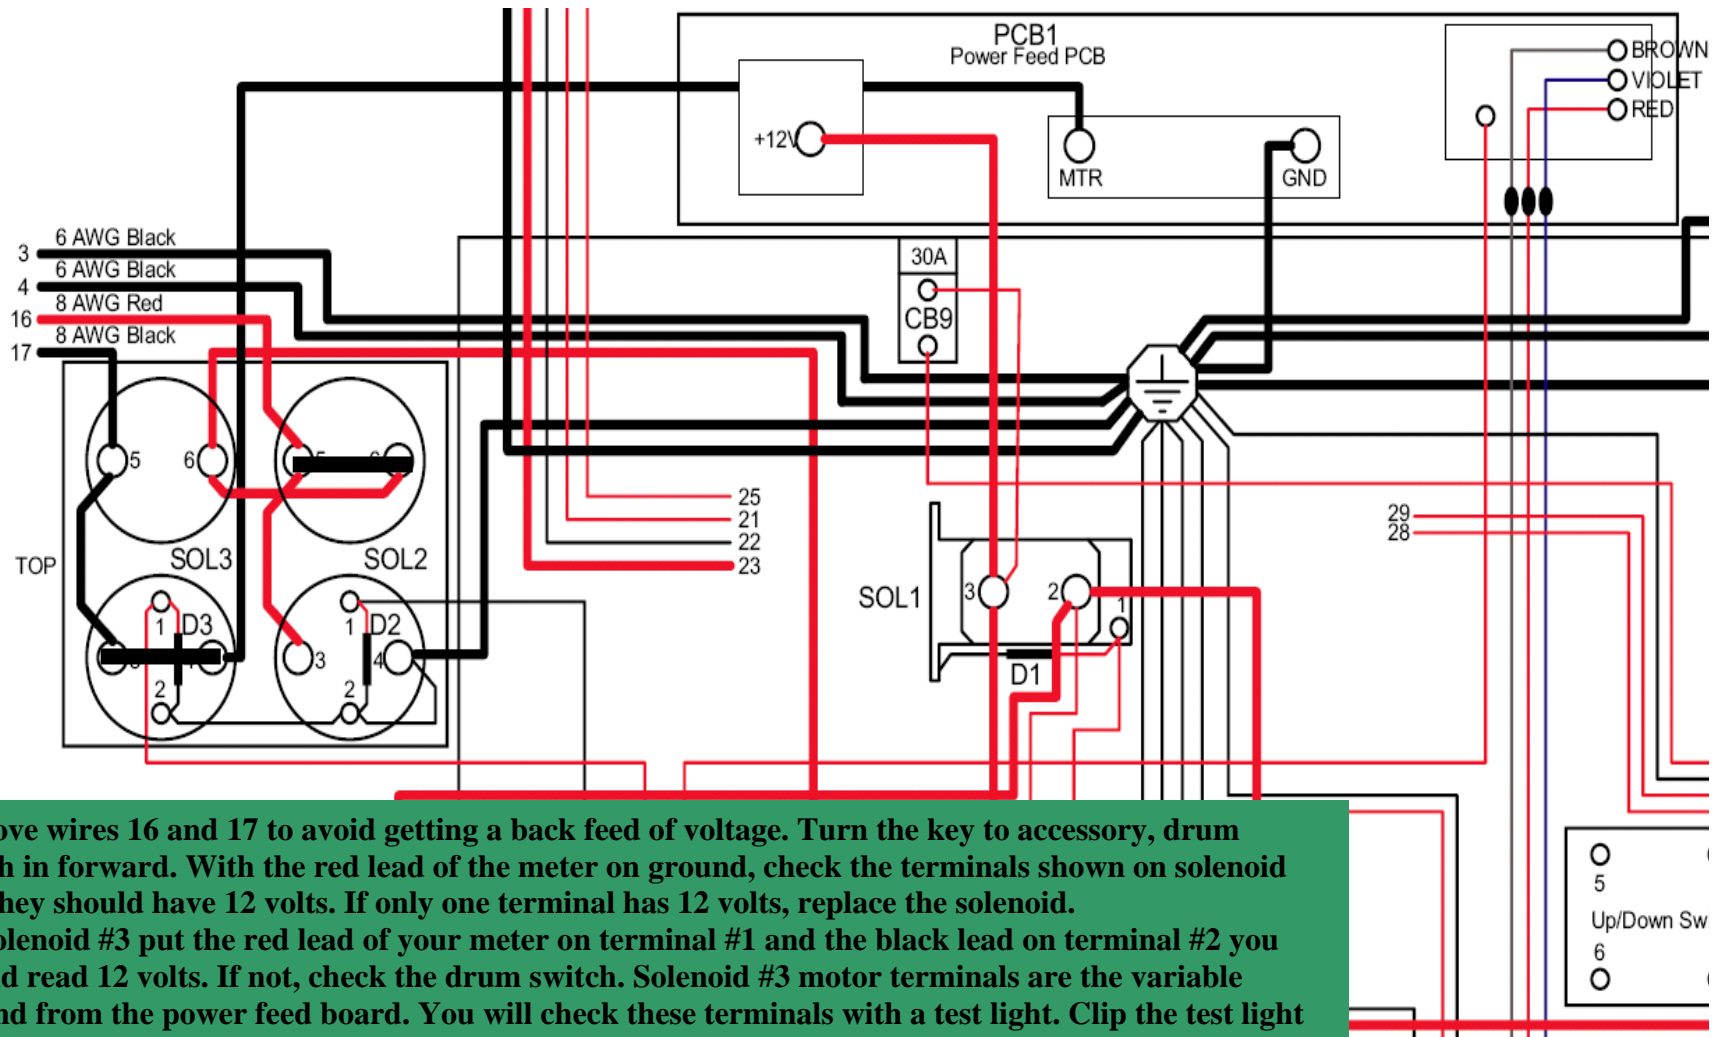 PCB1
Power Feed PCB
BROWN
VIOLET
RED
+12V
MTR
GND
6 AWG Black
3
6 AWG Black
4
8 AWG Red
16
8 AWG Black
17
30A
CB9
5
6
5
25
21
22
23
29
28
TOP
SOL3
SOL2
SOL1
3
2
1
D1
1
D3
2
1
D2
3
4
2
ove wires 16 and 17 to avoid getting a back feed of voltage. Turn the key to accessory, drum
h in forward. With the red lead of the meter on ground, check the terminals shown on solenoid
hey should have 12 volts. If only one terminal has 12 volts, replace the solenoid.
olenoid #3 put the red lead of your meter on terminal #1 and the black lead on terminal #2 you
d read 12 volts. If not, check the drum switch. Solenoid #3 motor terminals are the variable
nd from the power feed board. You will check these terminals with a test light. Clip the test light
5
Up/Down Sw
6